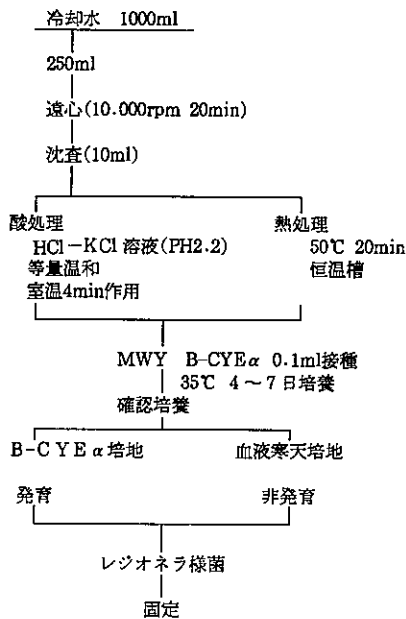 冷却水 1000ml
250ml
遠心(10.000rpm 20min)
沈査(10ml)
酸処理
HCl-KCl 溶液(PH2.2)
等量温和
室温4min作用
熱処理
50℃ 20min
恒温槽
MWY B-CYEα 0.1ml接種
35℃ 4~7日培養
確認培養
B-CYEα培地
血液寒天培地
発育
非発育
レジオネラ様菌
固定